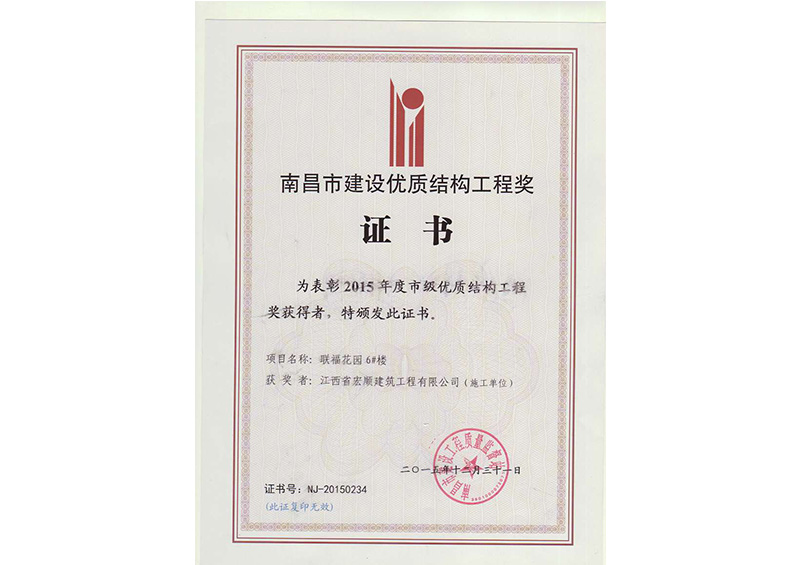 南昌市建设优质结构工程奖
证 书
为表彰2015年度市级优质结构工程
奖获得者，特颁发此证书。
项目名称：联福花园6#楼
获 奖 者：江西省宏顺建筑工程有限公司（施工单位）
二〇一五年十二月三十一日
证书号：NJ-20150234
(此证复印无效)